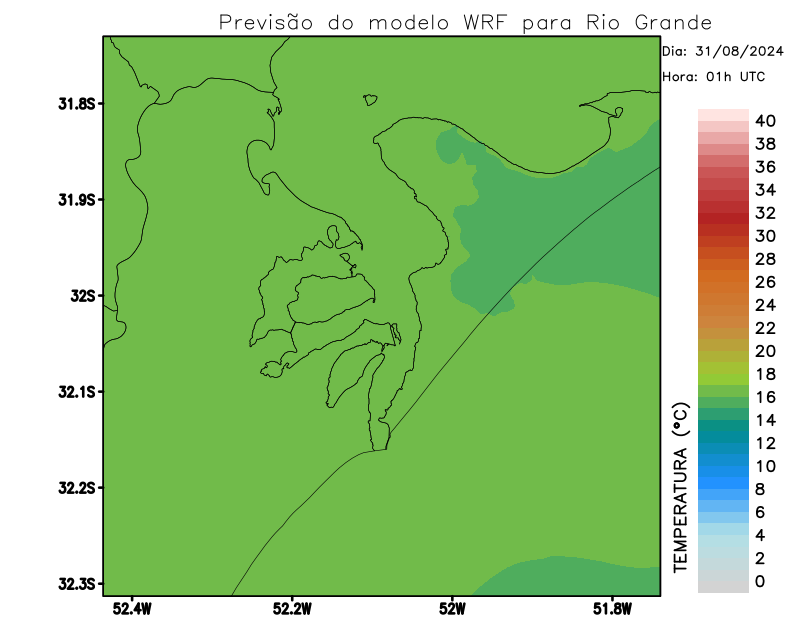 Previsão do modelo WRF para Rio Grande
Dia: 31/08/2024
Hora: 01h UTC
31.8S
31.9S
32S
32.1S
32.2S
32.3S
52.4W
52.2W
52W
51.8W
TEMPERATURA (°C)
40
38
36
34
32
30
28
26
24
22
20
18
16
14
12
10
8
6
4
2
0